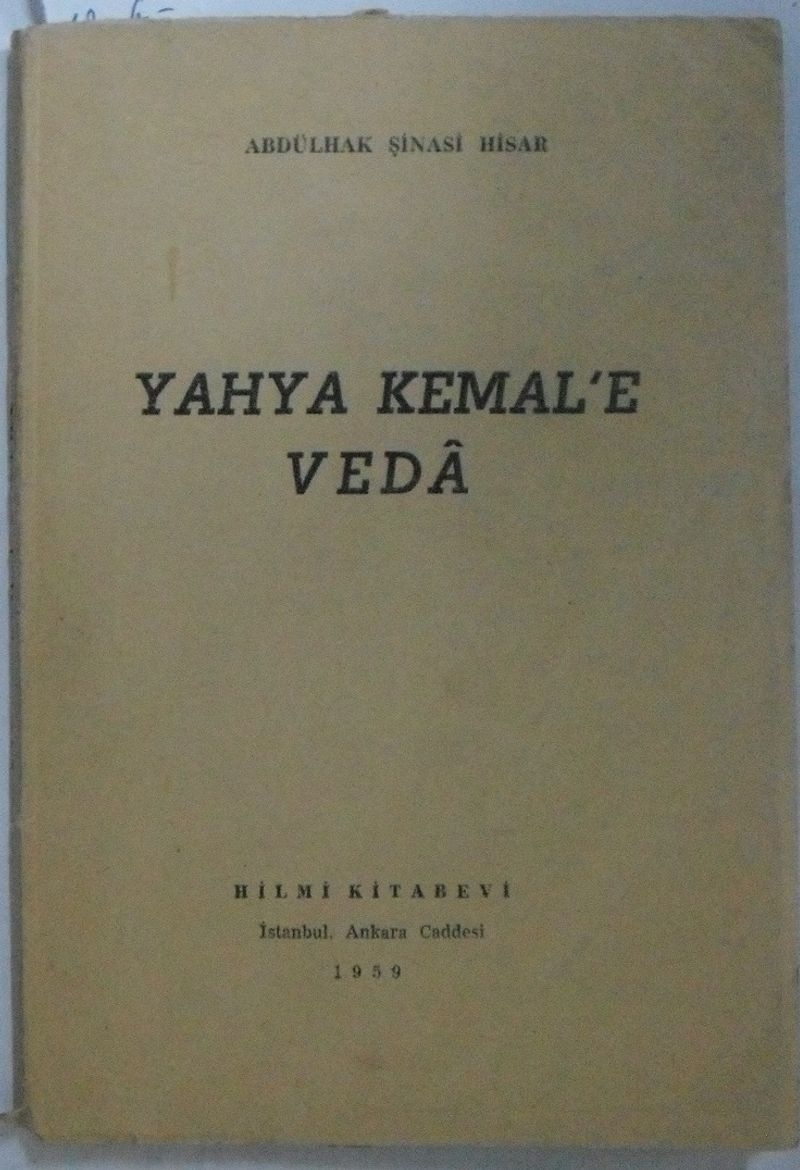 ABDÜLHAK ŞİNASİ HİSAR
YAHYA KEMAL'E
VEDÂ
HİLMİ KİTABEVİ
İstanbul. Ankara Caddesi
1959